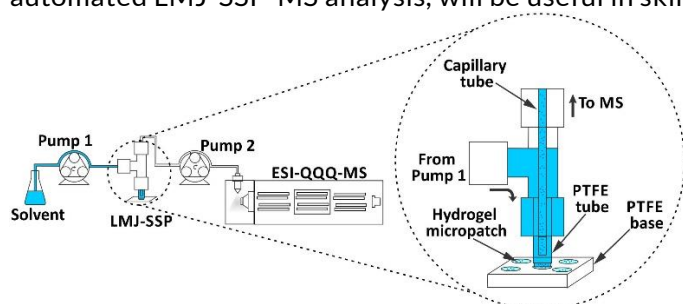 automated LMJ-SSP-MS analysis, will be useful in
Capillary
tube
To MS
Pump 1
Pump 2
From
Pump 1
ESI-QQQ-MS
PTFE
tube
PTFE
base
Solvent
LMJ-SSP
Hydrogel
micropatch